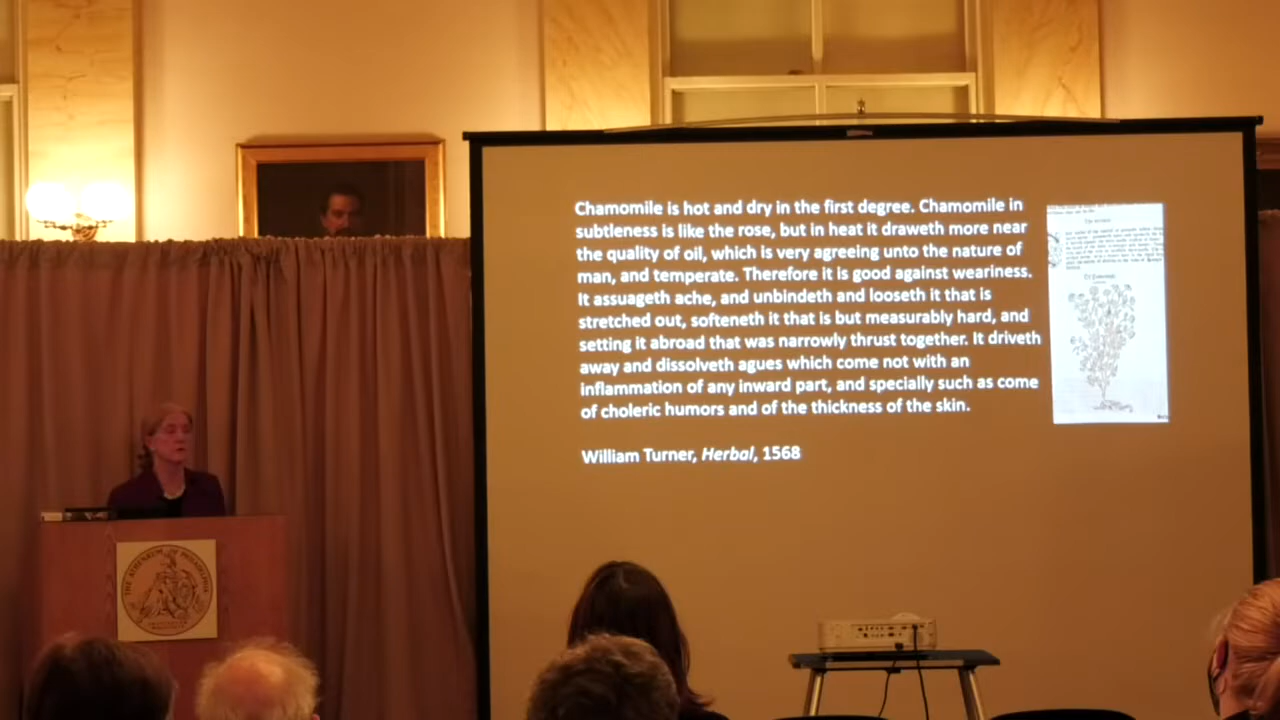 Chamomile is hot and dry in the first degree. Chamomile in
subtleness is like the rose, but in heat it draweth more near
the quality of oil, which is very agreeing unto the nature of
man, and temperate. Therefore it is good against weariness.
It assuageth ache, and unbindeth and looseth it that is
stretched out, softeneth it that is but measurably hard, and
setting it abroad that was narrowly thrust together. It driveth
away and dissolveth agues which come not with an
inflammation of any inward part, and specially such as come
of choleric humors and of the thickness of the skin.
William Turner, Herbal, 1568
THE ATHENÆUM OF PHILADELPHIA